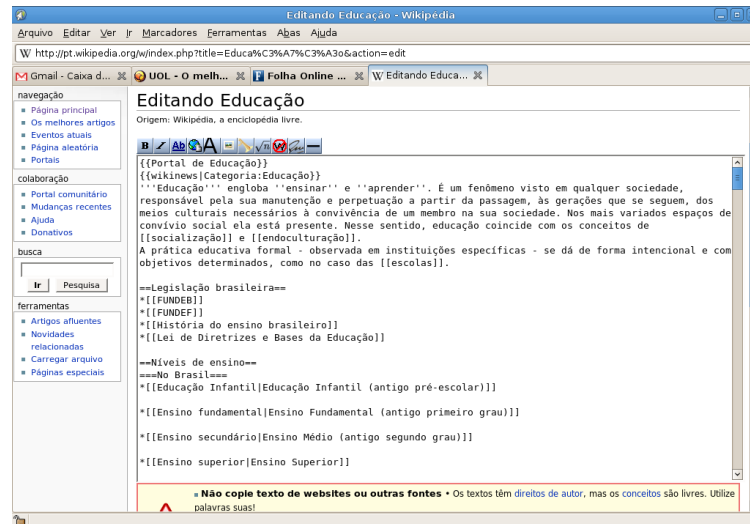 Editando Educação - Wikipédia
Arquivo Editar Ver Ir Marcadores Ferramentas Abas Ajuda
W http://pt.wikipedia.org/w/index.php?title=Educa%C3%A7%C3%A3o&action=edit
Gmail - Caixa d... UOL - O melh... Folha Online ... W Editando Educa...
navegação
Página principal
Os melhores artigos
Eventos atuais
Página aleatória
Portais
colaboração
Portal comunitário
Mudanças recentes
Ajuda
Donativos
busca
Ir Pesquisa
ferramentas
Artigos afluentes
Novidades
relacionadas
Carregar arquivo
Páginas especiais
Editando Educação
Origem: Wikipédia, a enciclopédia livre.
B I Ab A √n W
{{Portal de Educação}}
{{wikinews|Categoria:Educação}}
'''Educação''' engloba ''ensinar'' e ''aprender''. É um fenômeno visto em qualquer sociedade,
responsável pela sua manutenção e perpetuação a partir da passagem, às gerações que se seguem, dos
meios culturais necessários à convivência de um membro na sua sociedade. Nos mais variados espaços de
convívio social ela está presente. Nesse sentido, educação coincide com os conceitos de
[[socialização]] e [[endoculturação]].
A prática educativa formal - observada em instituições específicas - se dá de forma intencional e com
objetivos determinados, como no caso das [[escolas]].
==Legislação brasileira==
*[[FUNDEB]]
*[[FUNDEF]]
*[[História do ensino brasileiro]]
*[[Lei de Diretrizes e Bases da Educação]]
==Níveis de ensino==
===No Brasil===
*[[Educação Infantil|Educação Infantil (antigo pré-escolar)]]
*[[Ensino fundamental|Ensino Fundamental (antigo primeiro grau)]]
*[[Ensino secundário|Ensino Médio (antigo segundo grau)]]
*[[Ensino superior|Ensino Superior]]
Não copie texto de websites ou outras fontes • Os textos têm direitos de autor, mas os conceitos são livres. Utilize
palavras suas!